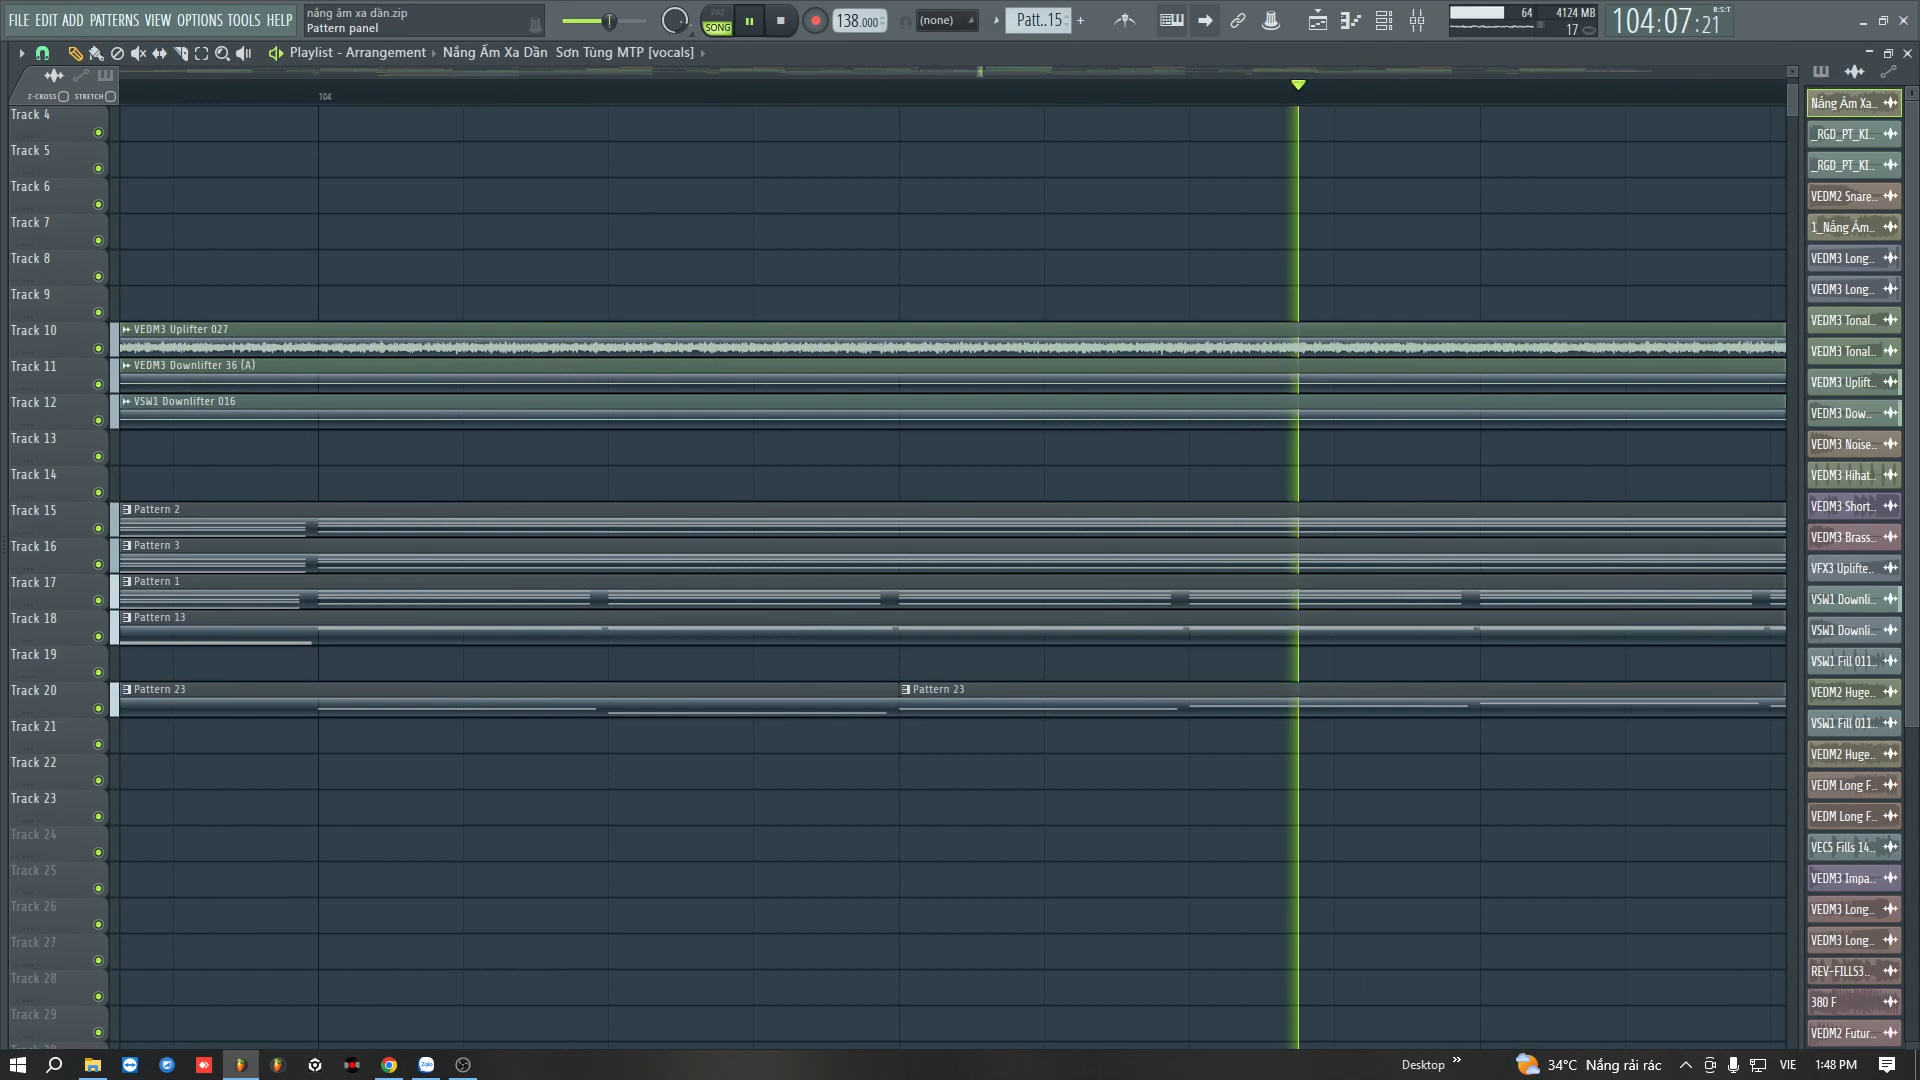 FILE EDIT ADD PATTERNS VIEW OPTIONS TOOLS HELP
nắng âm xa dần.zip
Pattern panel
PAT
SONG
138.000
(none)
Patt..15
+
64
4124 MB
17
104:07:21
B:S:T
Playlist - Arrangement
Nắng Ấm Xa Dần Sơn Tùng MTP [vocals]
Z-CROSS
STRETCH
104
Track 4
Track 5
Track 6
Track 7
Track 8
Track 9
Track 10
VEDM3 Uplifter 027
Track 11
VEDM3 Downlifter 36 (A)
Track 12
VSW1 Downlifter 016
Track 13
Track 14
Track 15
Pattern 2
Track 16
Pattern 3
Track 17
Pattern 1
Track 18
Pattern 13
Track 19
Track 20
Pattern 23
Pattern 23
Track 21
Track 22
Track 23
Track 24
Track 25
Track 26
Track 27
Track 28
Track 29
Nắng Ấm Xa..
_RGD_PT_KI..
_RGD_PT_KI..
VEDM2 Snare..
1_Nắng Ấm..
VEDM3 Long..
VEDM3 Long..
VEDM3 Tonal..
VEDM3 Tonal..
VEDM3 Uplift..
VEDM3 Dow..
VEDM3 Noise..
VEDM3 Hihat..
VEDM3 Short..
VEDM3 Brass..
VFX3 Uplifte..
VSW1 Downli..
VSW1 Downli..
VSW1 Fill 011..
VEDM2 Huge..
VSW1 Fill 011..
VEDM2 Huge..
VEDM Long F..
VEDM Long F..
VEC5 Fills 14..
VEDM3 Impa..
VEDM3 Long..
VEDM3 Long..
REV-FILLS3..
380 F
VEDM2 Futur..
Zalo
Desktop
34°C Nắng rải rác
VIE
1:48 PM